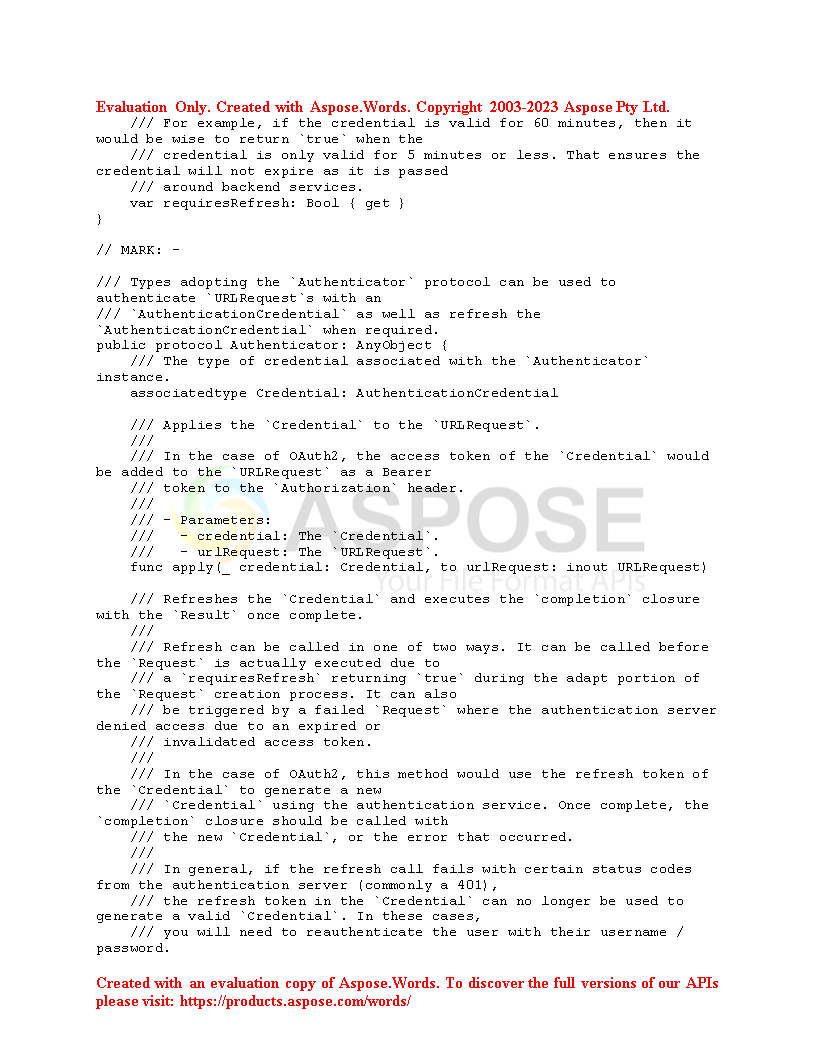 Evaluation Only. Created with Aspose.Words. Copyright 2003-2023 Aspose Pty Ltd.
    /// For example, if the credential is valid for 60 minutes, then it
would be wise to return `true` when the
    /// credential is only valid for 5 minutes or less. That ensures the
credential will not expire as it is passed
    /// around backend services.
    var requiresRefresh: Bool { get }
}

// MARK: -

/// Types adopting the `Authenticator` protocol can be used to
authenticate `URLRequest`s with an
/// `AuthenticationCredential` as well as refresh the
`AuthenticationCredential` when required.
public protocol Authenticator: AnyObject {
    /// The type of credential associated with the `Authenticator`
instance.
    associatedtype Credential: AuthenticationCredential

    /// Applies the `Credential` to the `URLRequest`.
    ///
    /// In the case of OAuth2, the access token of the `Credential` would
be added to the `URLRequest` as a Bearer
    /// token to the `Authorization` header.
    ///
    /// - Parameters:
    ///   - credential: The `Credential`.
    ///   - urlRequest: The `URLRequest`.
    func apply(_ credential: Credential, to urlRequest: inout URLRequest)
ASPOSE
Your File Format APIs

    /// Refreshes the `Credential` and executes the `completion` closure
with the `Result` once complete.
    ///
    /// Refresh can be called in one of two ways. It can be called before
the `Request` is actually executed due to
    /// a `requiresRefresh` returning `true` during the adapt portion of
the `Request` creation process. It can also
    /// be triggered by a failed `Request` where the authentication server
denied access due to an expired or
    /// invalidated access token.
    ///
    /// In the case of OAuth2, this method would use the refresh token of
the `Credential` to generate a new
    /// `Credential` using the authentication service. Once complete, the
`completion` closure should be called with
    /// the new `Credential`, or the error that occurred.
    ///
    /// In general, if the refresh call fails with certain status codes
from the authentication server (commonly a 401),
    /// the refresh token in the `Credential` can no longer be used to
generate a valid `Credential`. In these cases,
    /// you will need to reauthenticate the user with their username /
password.

Created with an evaluation copy of Aspose.Words. To discover the full versions of our APIs
please visit: https://products.aspose.com/words/